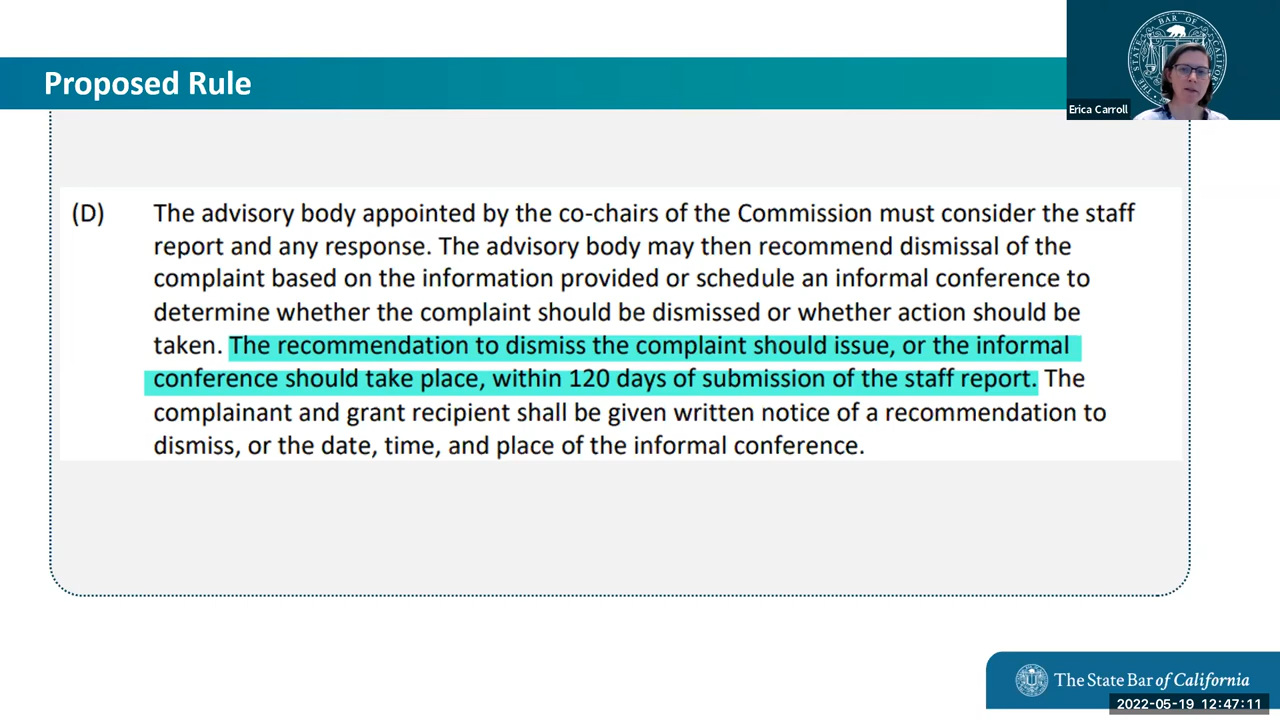 Proposed Rule
Erica Carroll
(D) The advisory body appointed by the co-chairs of the Commission must consider the staff
report and any response. The advisory body may then recommend dismissal of the
complaint based on the information provided or schedule an informal conference to
determine whether the complaint should be dismissed or whether action should be
taken. The recommendation to dismiss the complaint should issue, or the informal
conference should take place, within 120 days of submission of the staff report. The
complainant and grant recipient shall be given written notice of a recommendation to
dismiss, or the date, time, and place of the informal conference.
The State Bar of California
2022-05-19 12:47:11